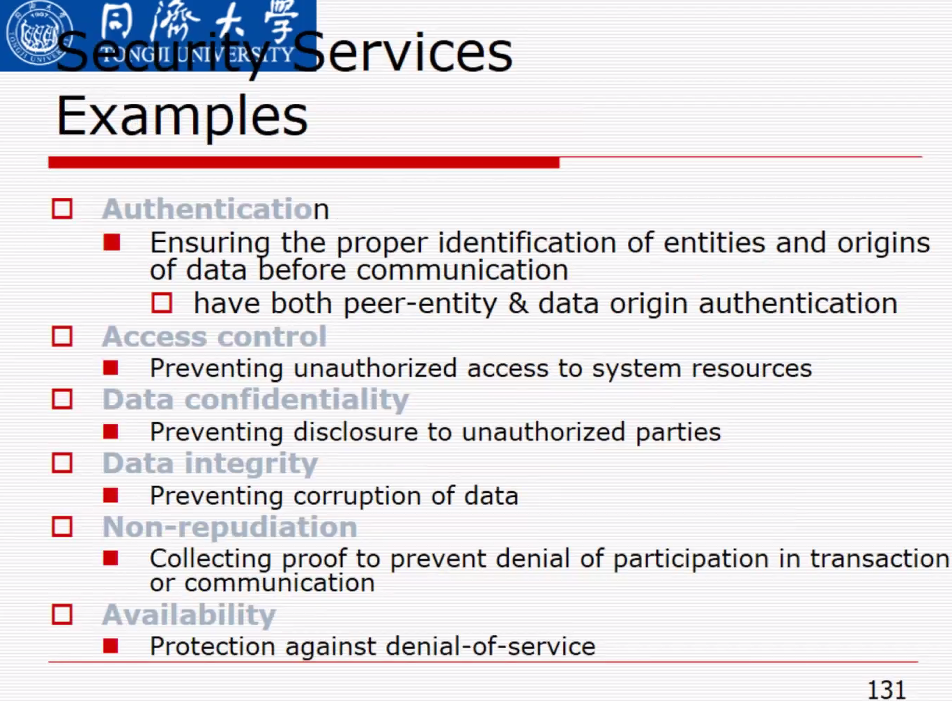 同濟大學
TONGJI UNIVERSITY
Security Services
Examples
Authentication
Ensuring the proper identification of entities and origins
of data before communication
have both peer-entity & data origin authentication
Access control
Preventing unauthorized access to system resources
Data confidentiality
Preventing disclosure to unauthorized parties
Data integrity
Preventing corruption of data
Non-repudiation
Collecting proof to prevent denial of participation in transaction
or communication
Availability
Protection against denial-of-service
131